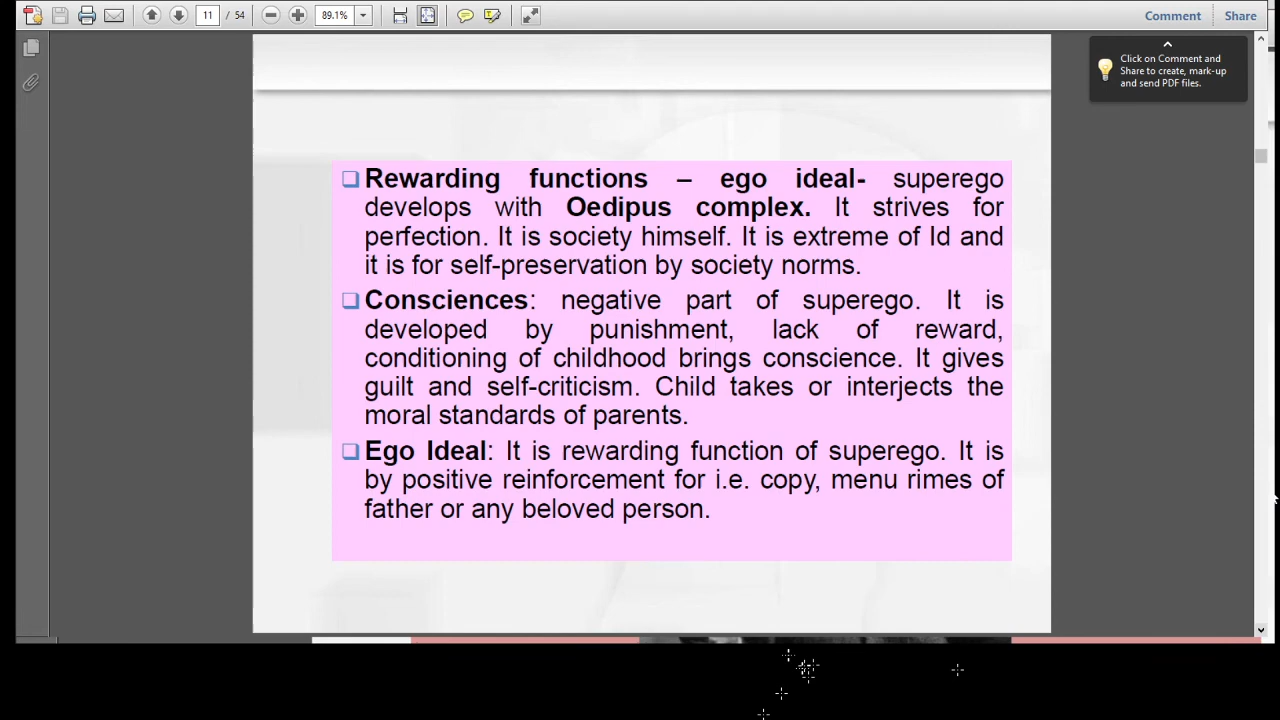 11 / 54
89.1%
Comment
Share
Click on Comment and
Share to create, mark-up
and send PDF files.
Rewarding functions – ego ideal- superego
develops with Oedipus complex. It strives for
perfection. It is society himself. It is extreme of Id and
it is for self-preservation by society norms.
Consciences: negative part of superego. It is
developed by punishment, lack of reward,
conditioning of childhood brings conscience. It gives
guilt and self-criticism. Child takes or interjects the
moral standards of parents.
Ego Ideal: It is rewarding function of superego. It is
by positive reinforcement for i.e. copy, menu rimes of
father or any beloved person.